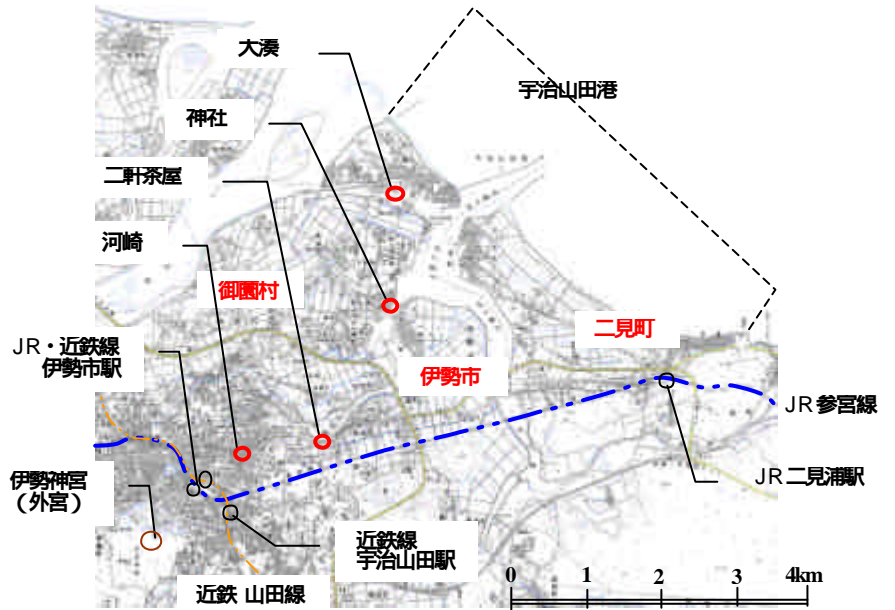 大湊
宇治山田港
神社
二軒茶屋
河崎
御園村
二見町
JR・近鉄線
伊勢市駅
伊勢市
JR参宮線
伊勢神宮
(外宮)
JR二見浦駅
近鉄線
宇治山田駅
近鉄 山田線
0 1 2 3 4km